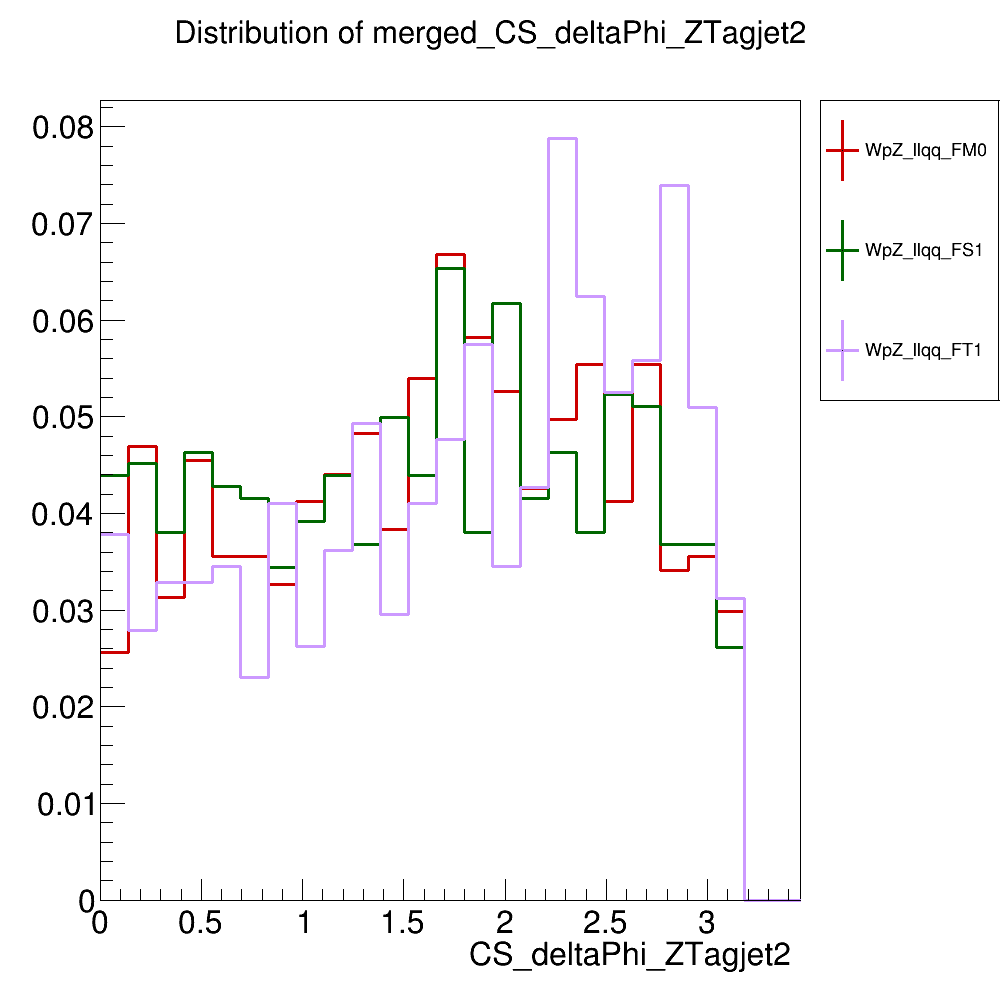 Distribution of merged_CS_deltaPhi_ZTagjet2
0.08
0.07
0.06
0.05
0.04
0.03
0.02
0.01
0
0 0.5 1 1.5 2 2.5 3
CS_deltaPhi_ZTagjet2
WpZ_llqq_FM0
WpZ_llqq_FS1
WpZ_llqq_FT1